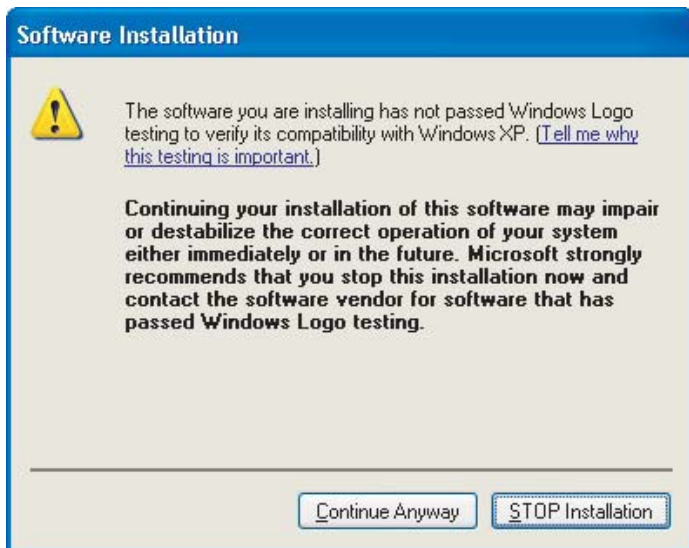 Software Installation
The software you are installing has not passed Windows Logo
testing to verify its compatibility with Windows XP. (Tell me why
this testing is important.)
Continuing your installation of this software may impair
or destabilize the correct operation of your system
either immediately or in the future. Microsoft strongly
recommends that you stop this installation now and
contact the software vendor for software that has
passed Windows Logo testing.
Continue Anyway
STOP Installation